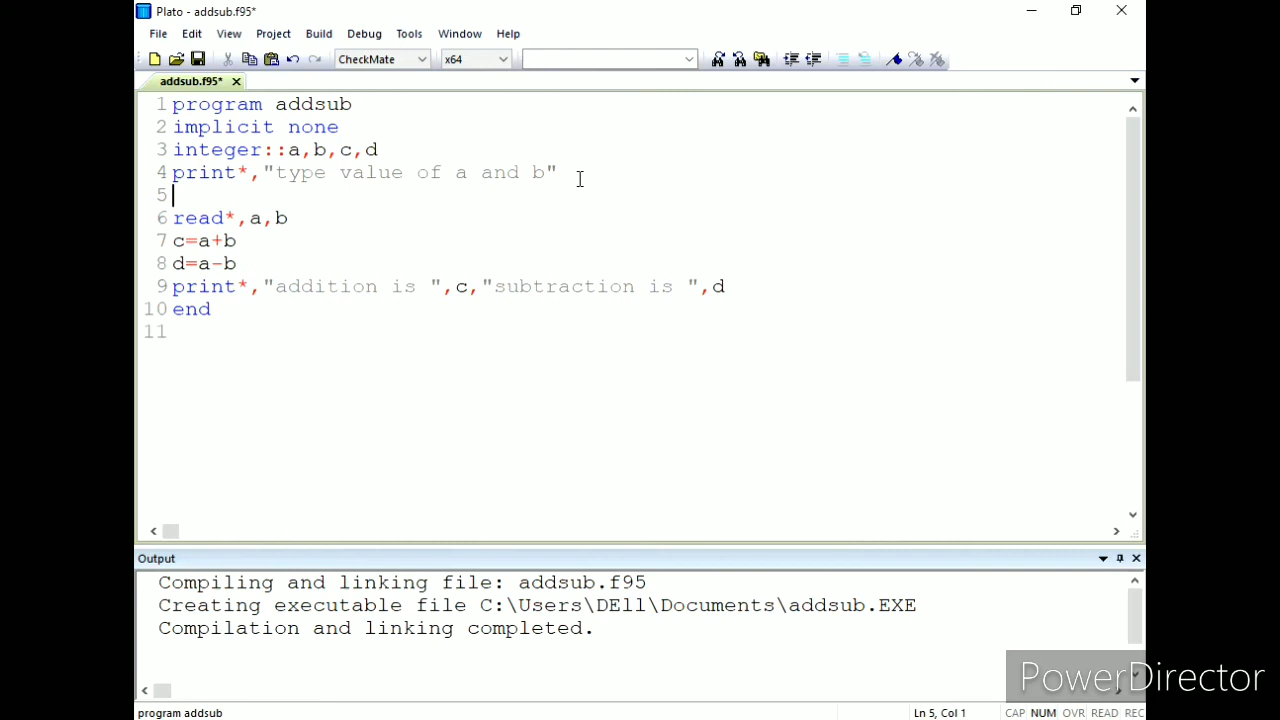 Plato - addsub.f95*
File Edit View Project Build Debug Tools Window Help
CheckMate x64
addsub.f95*
1 program addsub
2 implicit none
3 integer::a,b,c,d
4 print*,"type value of a and b"
5
6 read*,a,b
7 c=a+b
8 d=a-b
9 print*,"addition is ",c,"subtraction is ",d
10 end
11
Output
Compiling and linking file: addsub.f95
Creating executable file C:\Users\DEll\Documents\addsub.EXE
Compilation and linking completed.
PowerDirector
program addsub Ln 5, Col 1 CAP NUM OVR READ REC